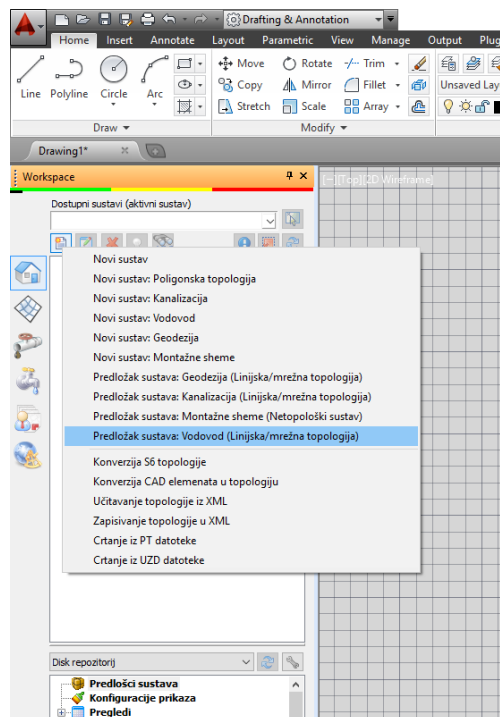 Drafting & Annotation
Home Insert Annotate Layout Parametric View Manage Output Plug
Move Rotate Trim
Copy Mirror Fillet Unsaved Lay
Line Polyline Circle Arc
Stretch Scale Array
Draw Modify
Drawing1*
Workspace
[−][Top][2D Wireframe]
Dostupni sustavi (aktivni sustav)
Novi sustav
Novi sustav: Poligonska topologija
Novi sustav: Kanalizacija
Novi sustav: Vodovod
Novi sustav: Geodezija
Novi sustav: Montažne sheme
Predložak sustava: Geodezija (Linijska/mrežna topologija)
Predložak sustava: Kanalizacija (Linijska/mrežna topologija)
Predložak sustava: Montažne sheme (Netopološki sustav)
Predložak sustava: Vodovod (Linijska/mrežna topologija)
Konverzija S6 topologije
Konverzija CAD elemenata u topologiju
Učitavanje topologije iz XML
Zapisivanje topologije u XML
Crtanje iz PT datoteke
Crtanje iz UZD datoteke
Disk repozitorij
Predlošci sustava
Konfiguracije prikaza
Pregledi